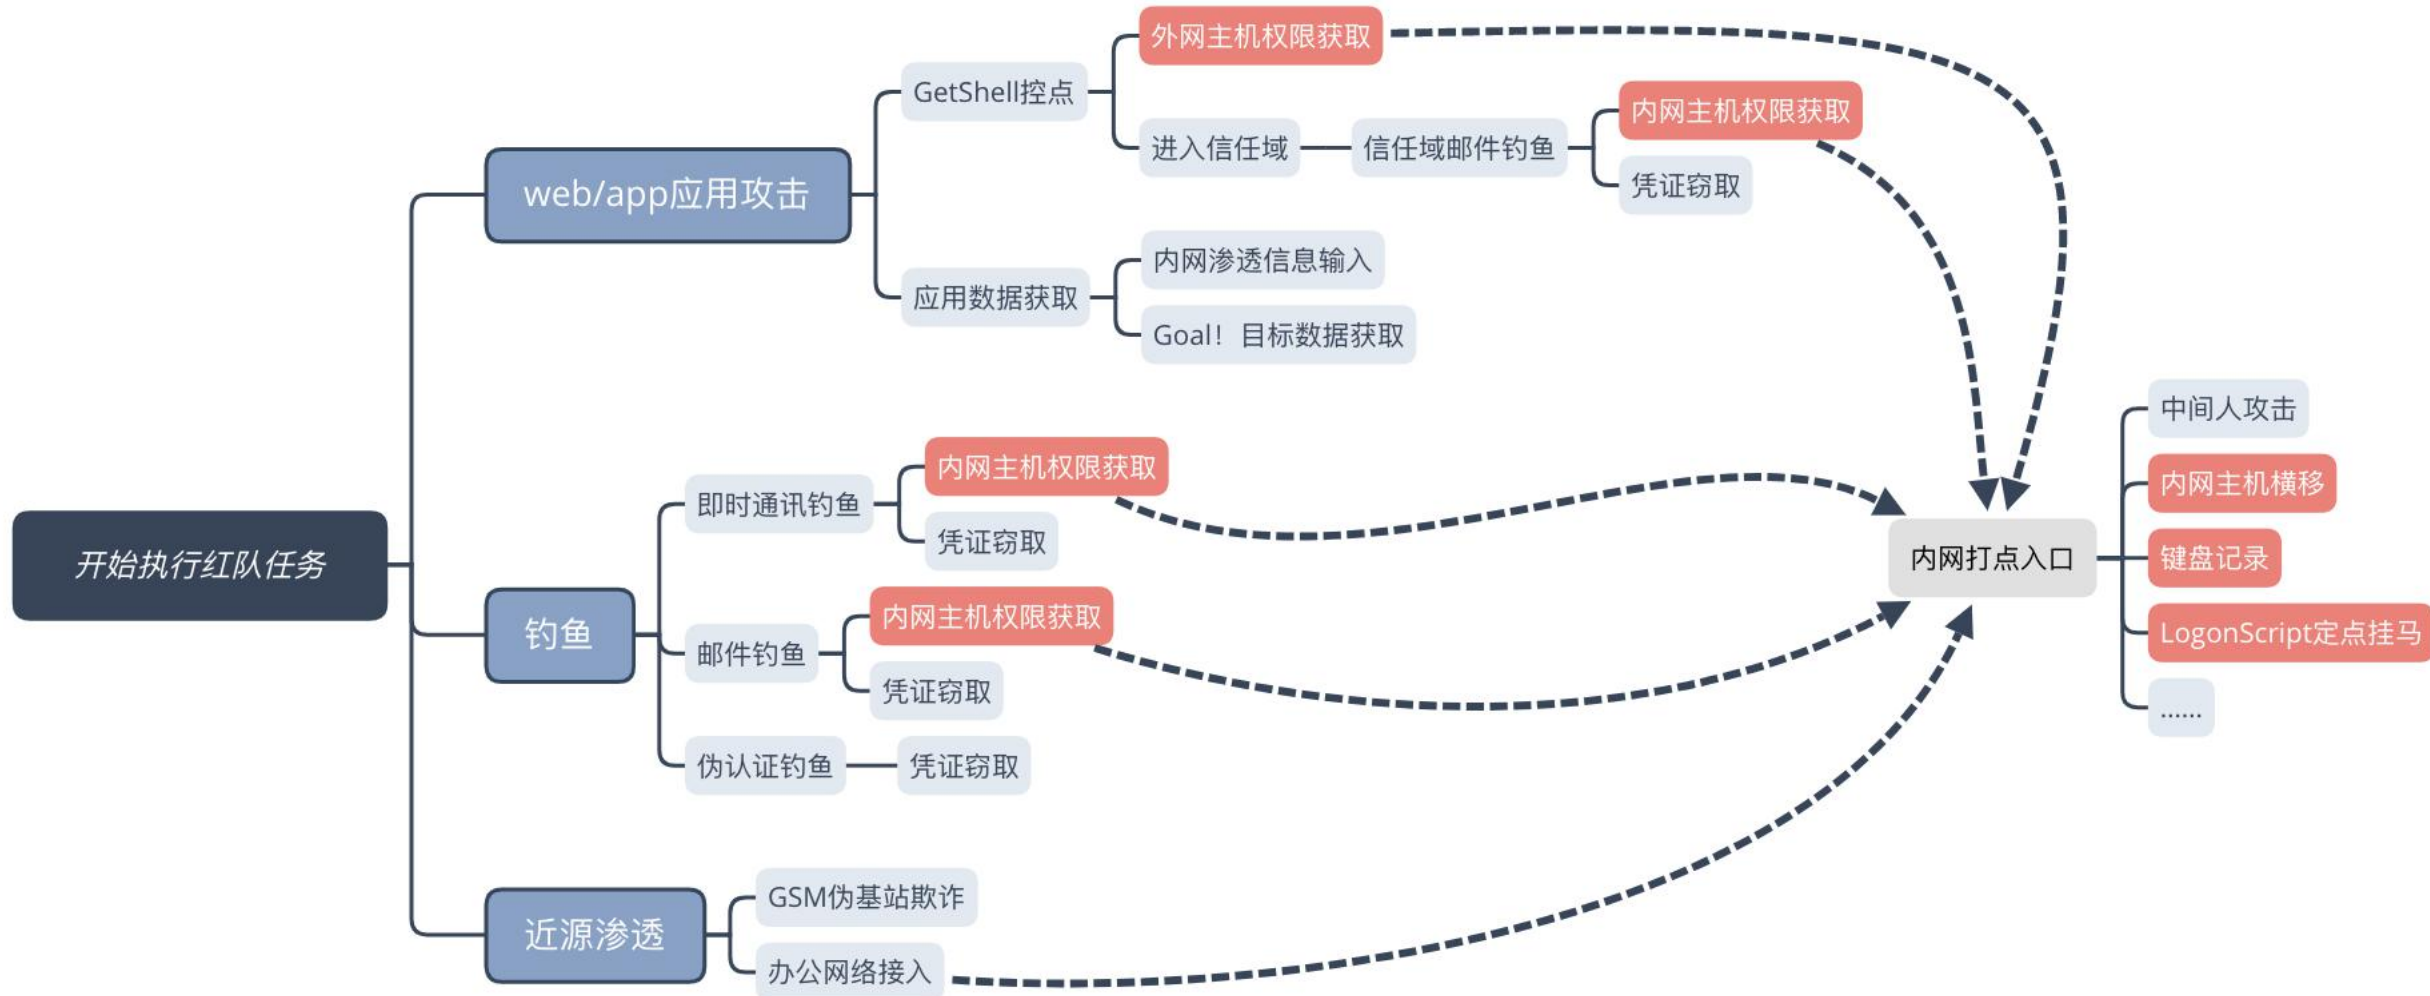 开始执行红队任务
web/app应用攻击
GetShell控点
外网主机权限获取
进入信任域
信任域邮件钓鱼
内网主机权限获取
凭证窃取
应用数据获取
内网渗透信息输入
Goal！目标数据获取
钓鱼
即时通讯钓鱼
内网主机权限获取
凭证窃取
邮件钓鱼
内网主机权限获取
凭证窃取
伪认证钓鱼
凭证窃取
近源渗透
GSM伪基站欺诈
办公网络接入
内网打点入口
中间人攻击
内网主机横移
键盘记录
LogonScript定点挂马
......